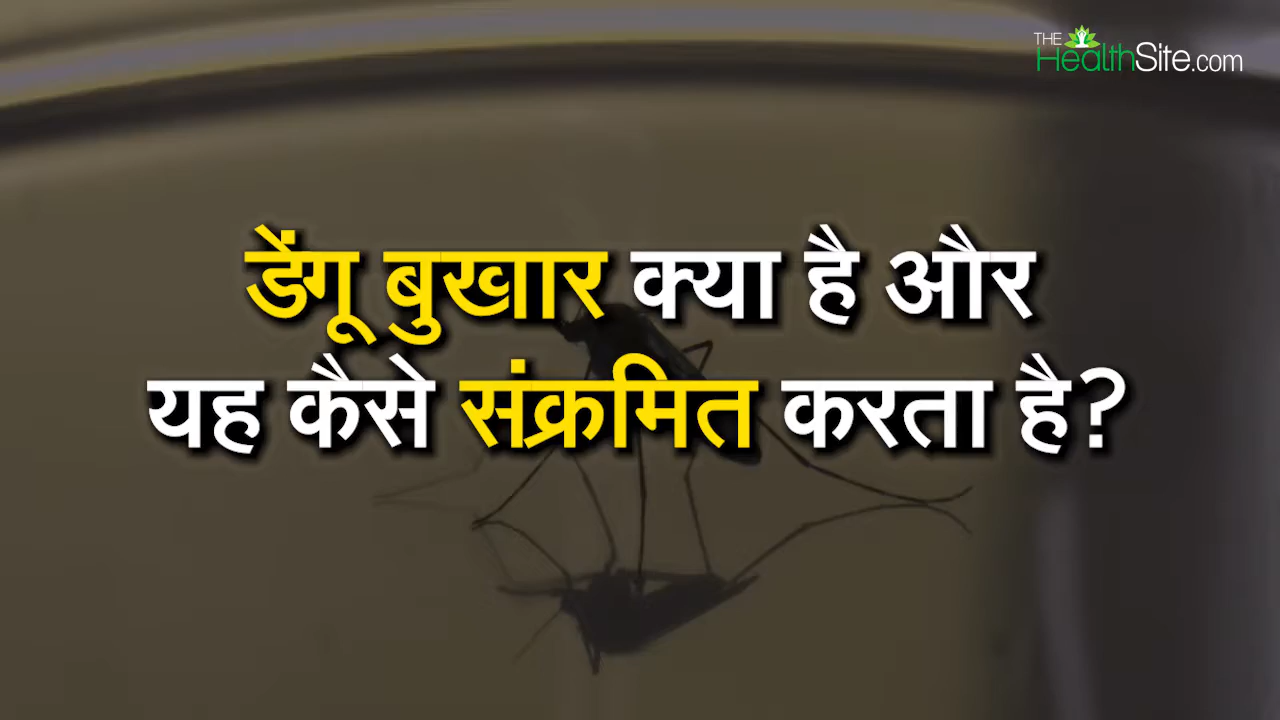 THE
HealthSite.com
डेंगू बुखार क्या है और
यह कैसे संक्रमित करता है?